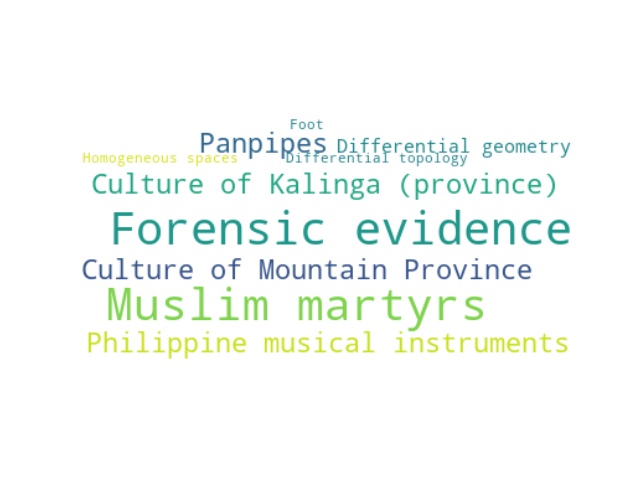 Foot
Panpipes Differential geometry
Homogeneous spaces Differential topology
Culture of Kalinga (province)
Forensic evidence
Culture of Mountain Province
Muslim martyrs
Philippine musical instruments